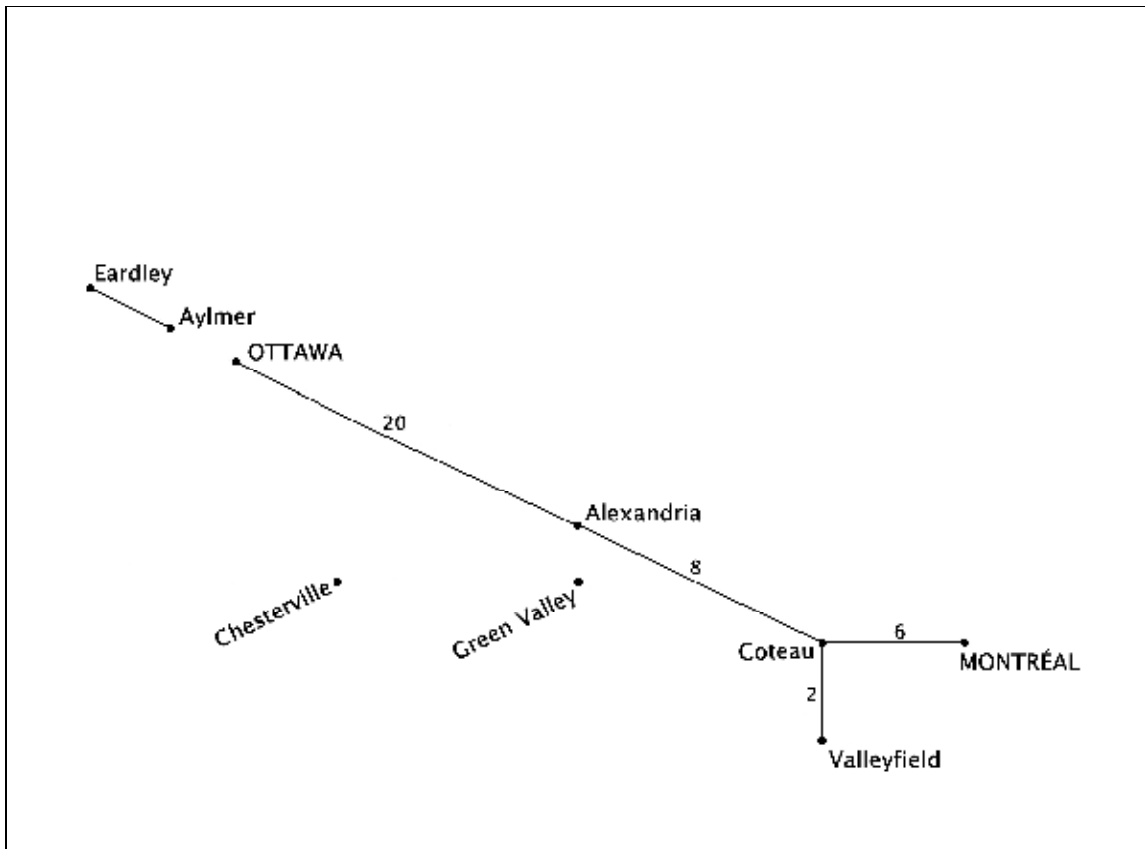 Eardley
Aylmer
OTTAWA
20
Alexandria
8
Chesterville
Green Valley
Coteau
6
MONTRÉAL
2
Valleyfield